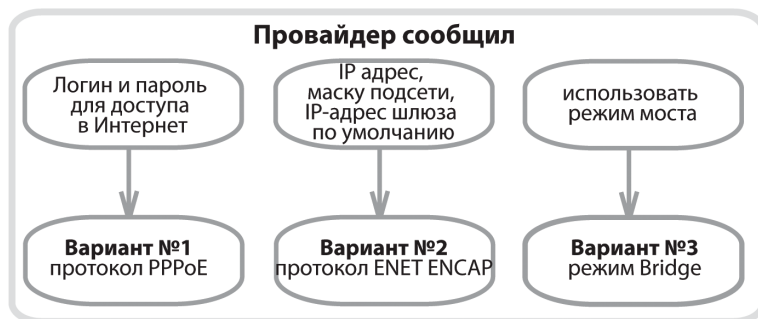 Провайдер сообщил
Логин и пароль
для доступа
в Интернет
IP адрес,
маску подсети,
IP-адрес шлюза
по умолчанию
использовать
режим моста
Вариант №1
протокол PPPoE
Вариант №2
протокол ENET ENCAP
Вариант №3
режим Bridge